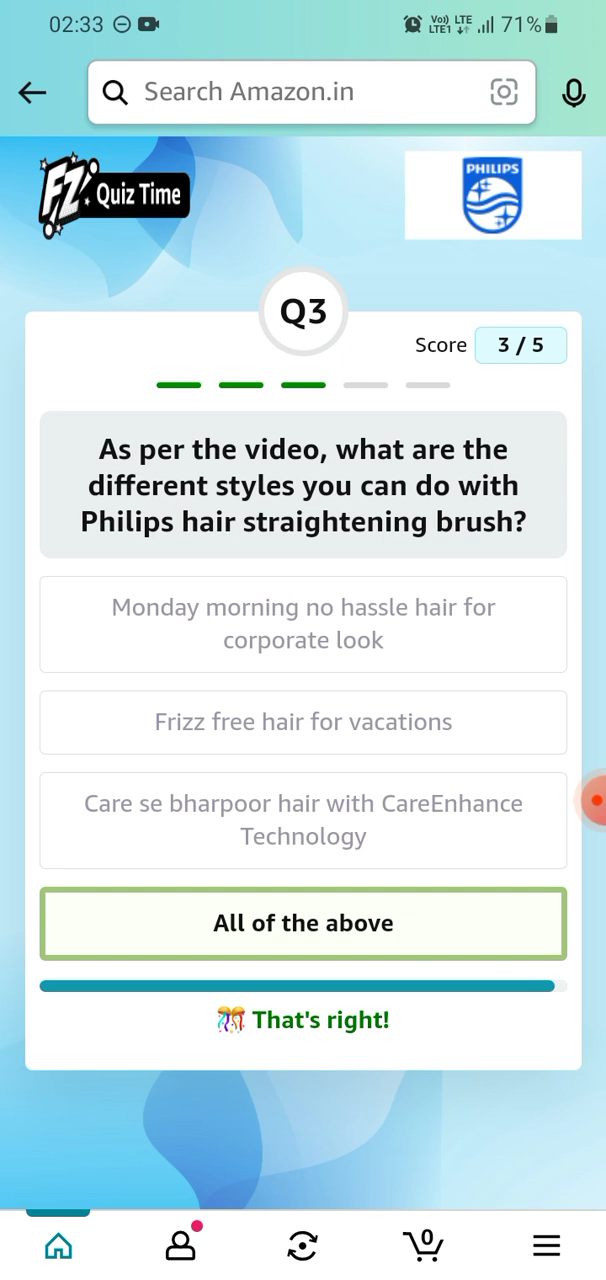 02:33
Vo)) LTE
LTE1
71%
Search Amazon.in
FZ Quiz Time
PHILIPS
Q3
Score 3 / 5
As per the video, what are the
different styles you can do with
Philips hair straightening brush?
Monday morning no hassle hair for
corporate look
Frizz free hair for vacations
Care se bharpoor hair with CareEnhance
Technology
All of the above
That's right!
0